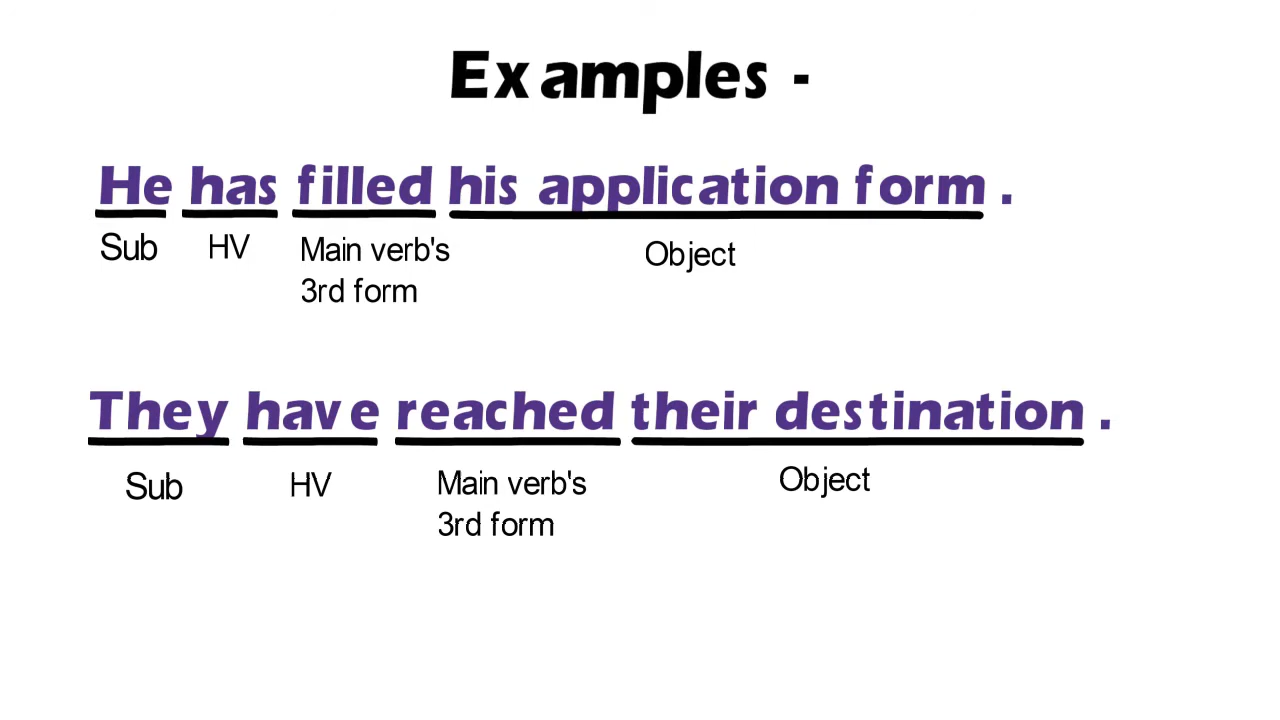 Examples -
He has filled his application form .
Sub HV Main verb's Object
3rd form
They have reached their destination .
Sub HV Main verb's Object
3rd form